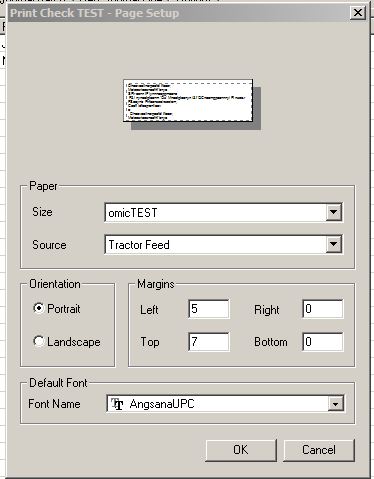 Print Check TEST - Page Setup
Paper
Size omicTEST
Source Tractor Feed
Orientation
Portrait
Landscape
Margins
Left 5 Right 0
Top 7 Bottom 0
Default Font
Font Name AngsanaUPC
OK Cancel